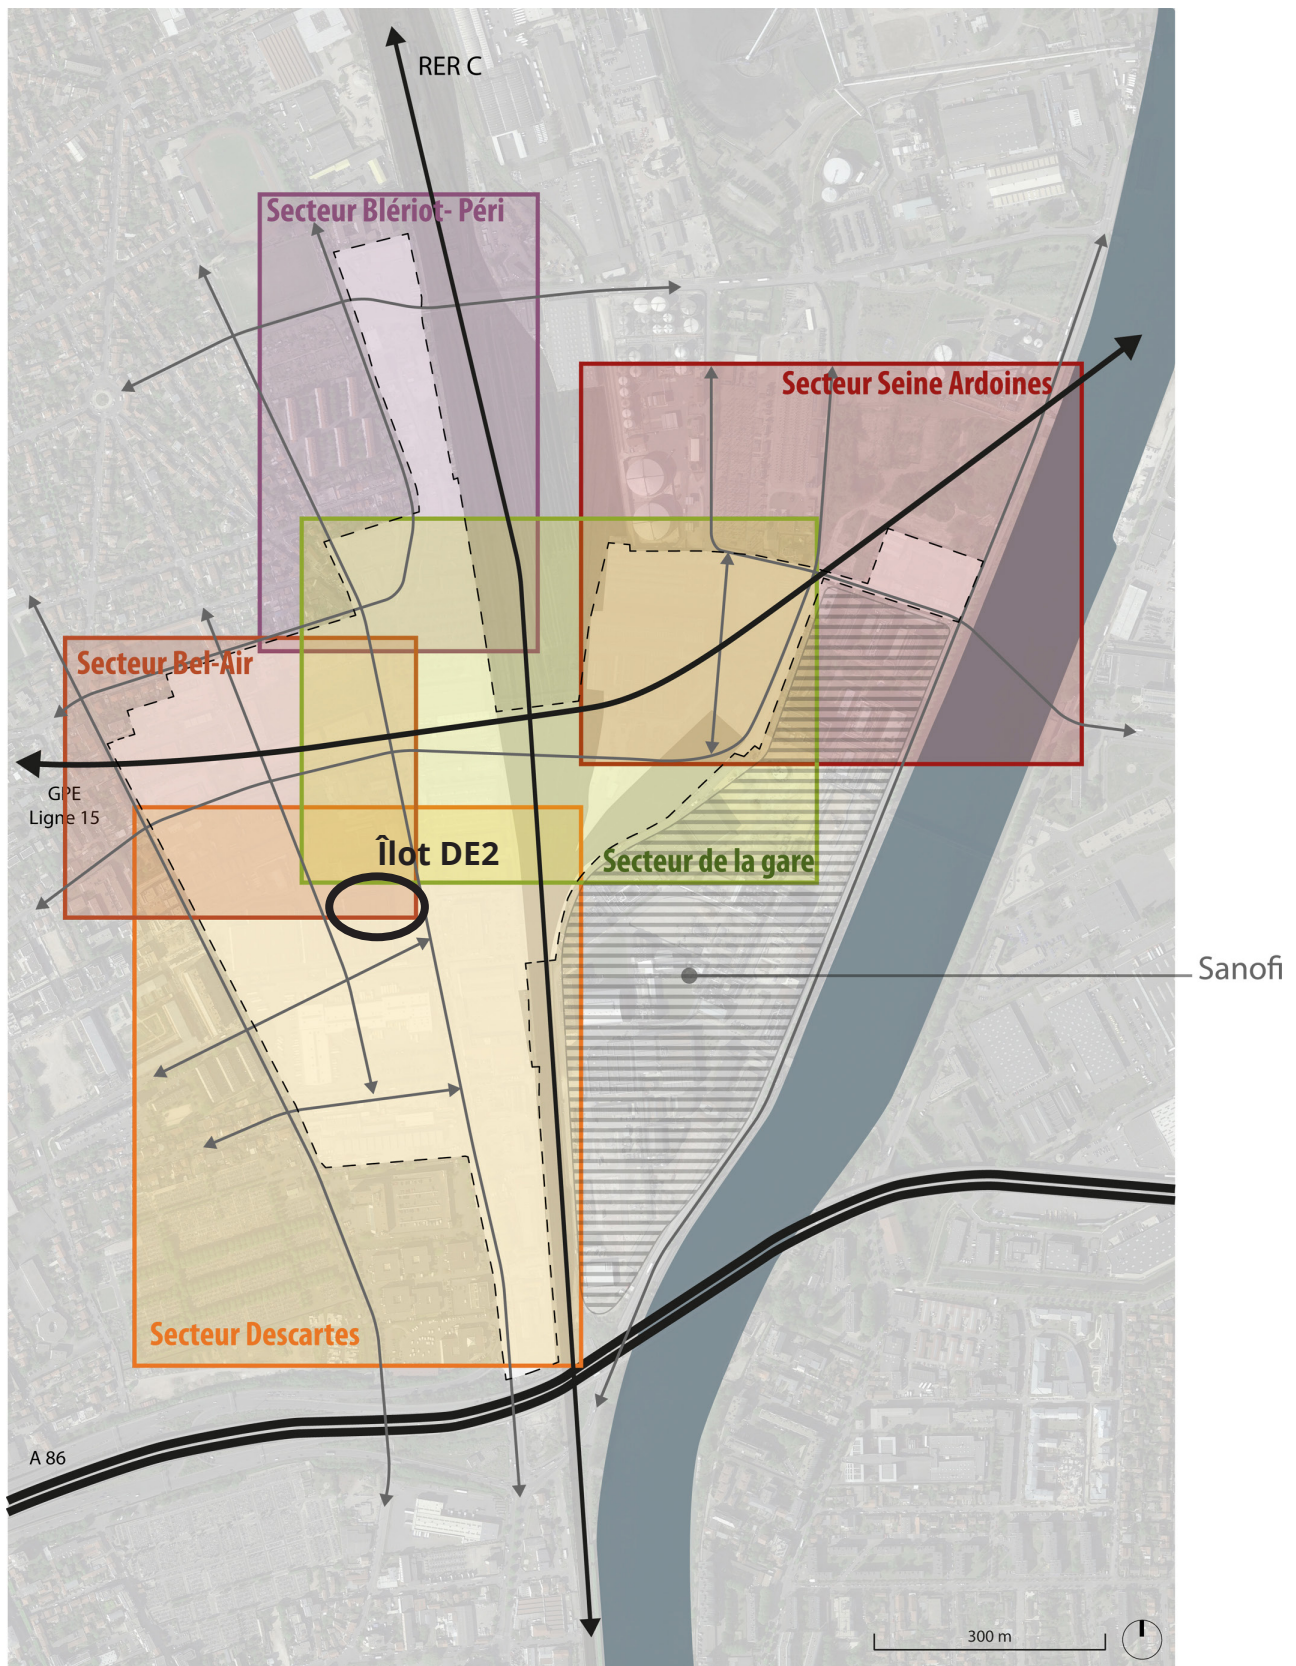 RER C
Secteur Blériot- Péri
Secteur Seine Ardoines
Secteur Bel-Air
GPE
Ligne 15
Îlot DE2
Secteur de la gare
Sanofi
Secteur Descartes
A 86
300 m